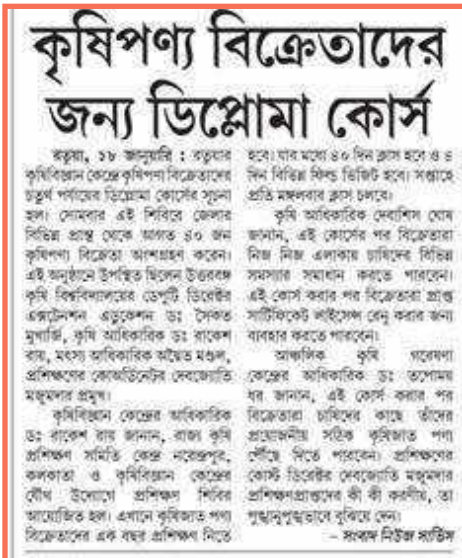 কৃষিপণ্য বিক্রেতাদের
জন্য ডিপ্লোমা কোর্স
রতুয়া, ১৮ জানুয়ারি : রতুয়ার
কৃষিবিজ্ঞান কেন্দ্রে কৃষিপণ্য বিক্রেতাদের
চতুর্থ পর্যায়ের ডিপ্লোমা কোর্সের সূচনা
হল। সোমবার এই শিবিরে জেলার
বিভিন্ন প্রান্ত থেকে আগত ৪০ জন
কৃষিপণ্য বিক্রেতা অংশগ্রহণ করেন।
এই অনুষ্ঠানে উপস্থিত ছিলেন উত্তরবঙ্গ
কৃষি বিশ্ববিদ্যালয়ের ডেপুটি ডিরেক্টর
এক্সটেনশন এডুকেশন ডঃ সৈকত
মুখার্জি, কৃষি আধিকারিক ডঃ রাকেশ
রায়, মৎস্য আধিকারিক অদ্বৈত মণ্ডল,
প্রশিক্ষণের কোঅর্ডিনেটর দেবজ্যোতি
মজুমদার প্রমুখ।
কৃষিবিজ্ঞান কেন্দ্রের আধিকারিক
ডঃ রাকেশ রায় জানান, রাজ্য কৃষি
প্রশিক্ষণ সমিতি কেন্দ্র নরেন্দ্রপুর,
কলকাতা ও কৃষিবিজ্ঞান কেন্দ্রের
যৌথ উদ্যোগে প্রশিক্ষণ শিবির
আয়োজিত হল। এখানে কৃষিজাত পণ্য
বিক্রেতাদের এক বছর প্রশিক্ষণ নিতে
হবে। যার মধ্যে ৪০ দিন ক্লাস হবে ও ৪
দিন বিভিন্ন ফিল্ড ভিজিট হবে। সপ্তাহে
প্রতি মঙ্গলবার ক্লাস চলবে।
কৃষি আধিকারিক দেবাশিস ঘোষ
জানান, এই কোর্সের পর বিক্রেতারা
নিজ নিজ এলাকায় চাষিদের বিভিন্ন
সমস্যার সমাধান করতে পারবেন।
এই কোর্স করার পর বিক্রেতারা প্রাপ্ত
সার্টিফিকেট লাইসেন্স রেনু করার জন্য
ব্যবহার করতে পারবেন।
আঞ্চলিক কৃষি গবেষণা
কেন্দ্রের আধিকারিক ডঃ তপোময়
ধর জানান, এই কোর্স করার পর
বিক্রেতারা চাষিদের কাছে তাঁদের
প্রয়োজনীয় সঠিক কৃষিজাত পণ্য
পৌঁছে দিতে পারবেন। প্রশিক্ষণের
কোর্স ডিরেক্টর দেবজ্যোতি মজুমদার
প্রশিক্ষণপ্রাপ্তদের কী কী করণীয়, তা
পুঙ্খানুপুঙ্খভাবে বুঝিয়ে দেন।
– সংবাদ নিউজ সার্ভিস